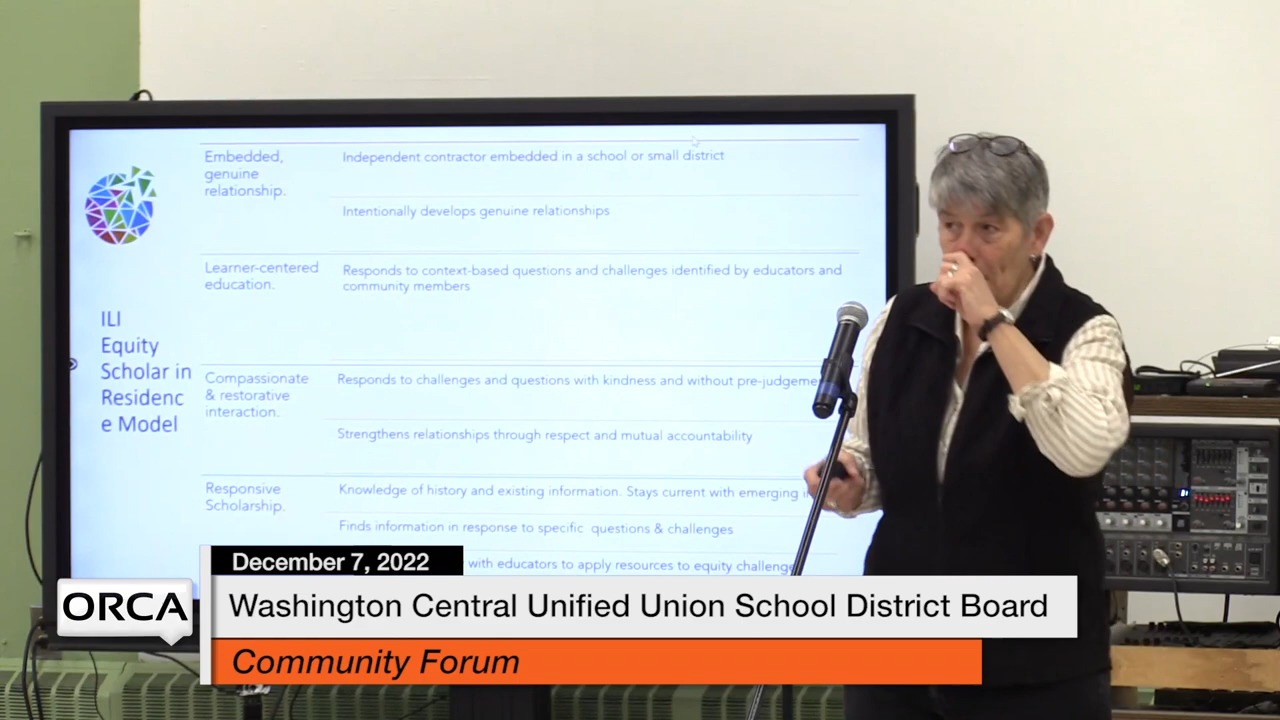 Embedded,
genuine
relationship.
Independent contractor embedded in a school or small district
Intentionally develops genuine relationships
Learner-centered
education.
Responds to context-based questions and challenges identified by educators and
community members
ILI
Equity
Scholar in
Residenc
e Model
Compassionate
& restorative
interaction.
Responds to challenges and questions with kindness and without
Strengthens relationships through respect and mutual accountability
Responsive
Scholarship.
Knowledge of history and existing information. Stays current with emerging
Finds information in response to specific questions & challenges
with educators to apply resources to equity
December 7, 2022
ORCA
Washington Central Unified Union School District Board
Community Forum